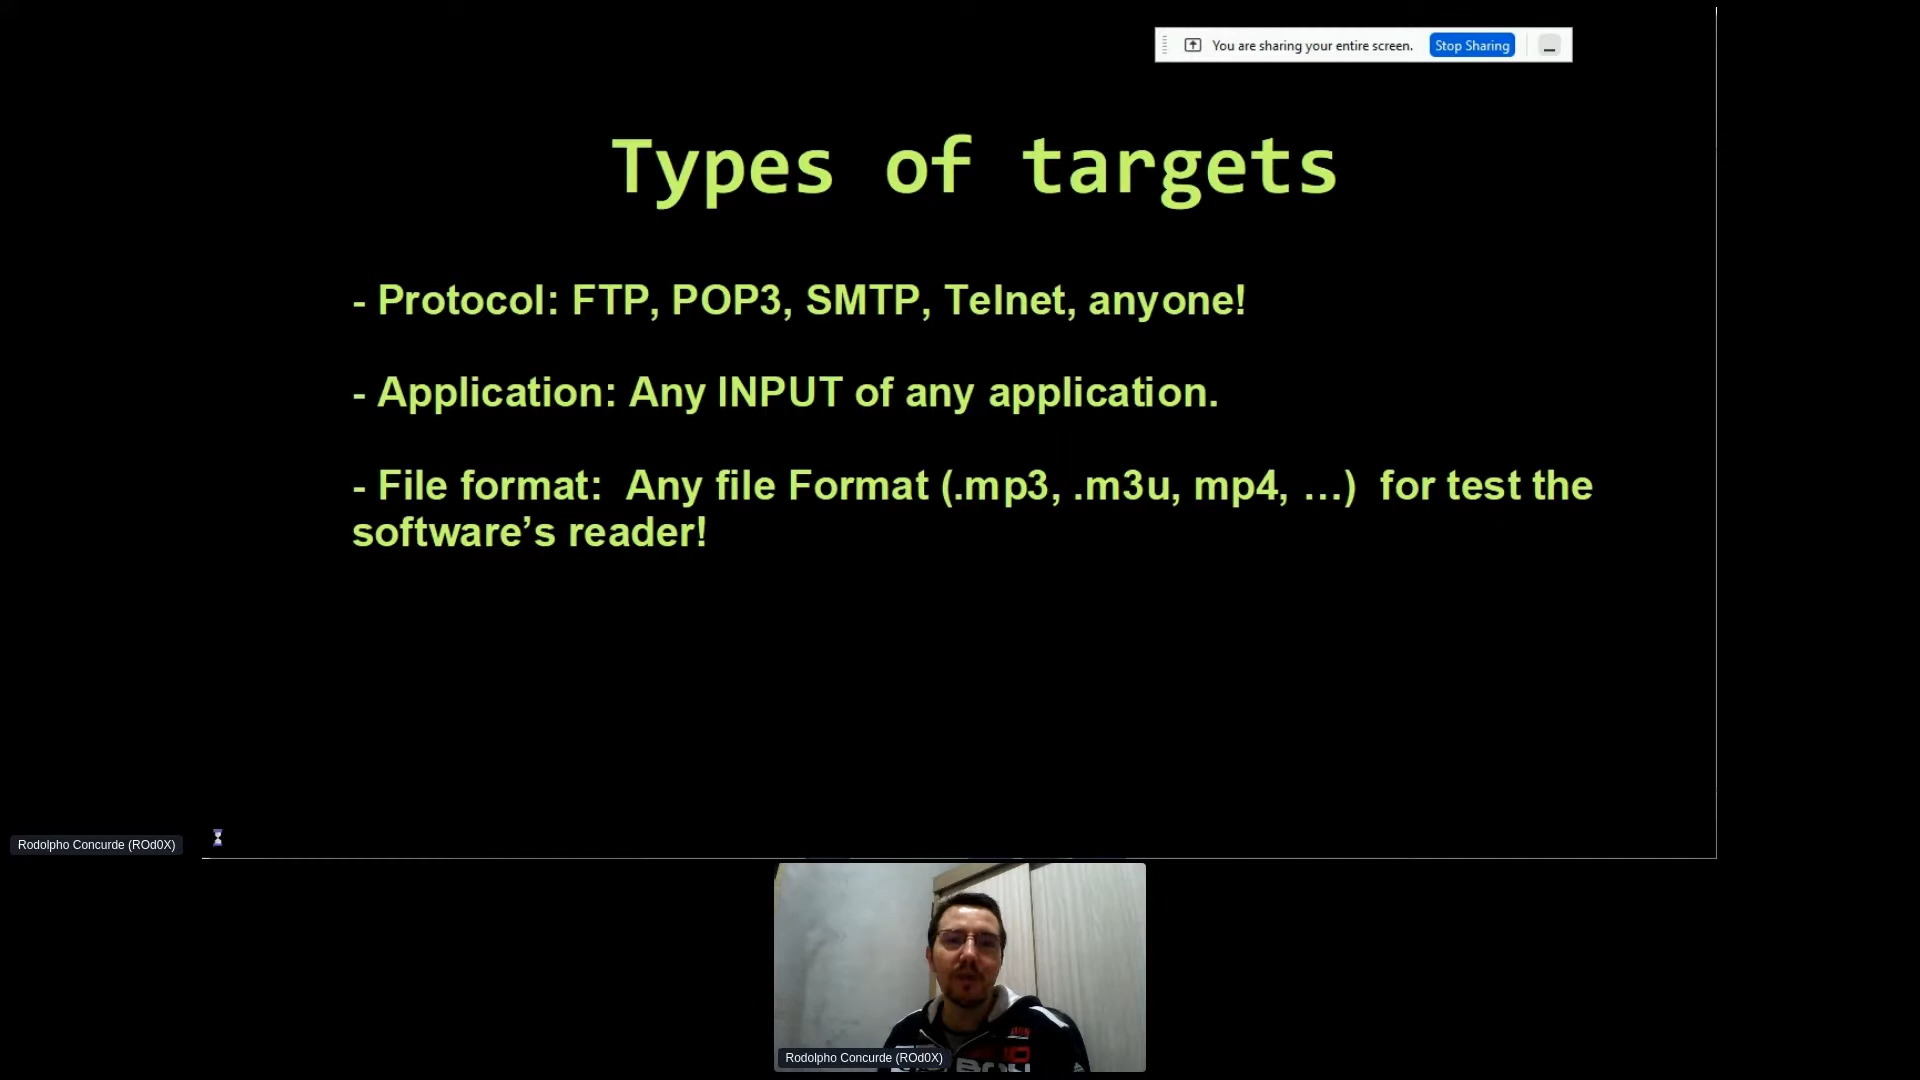 You are sharing your entire screen. Stop Sharing
Types of targets
- Protocol: FTP, POP3, SMTP, Telnet, anyone!
- Application: Any INPUT of any application.
- File format:  Any file Format (.mp3, .m3u, mp4, …)  for test the
software’s reader!
Rodolpho Concurde (ROd0X)
Rodolpho Concurde (ROd0X)